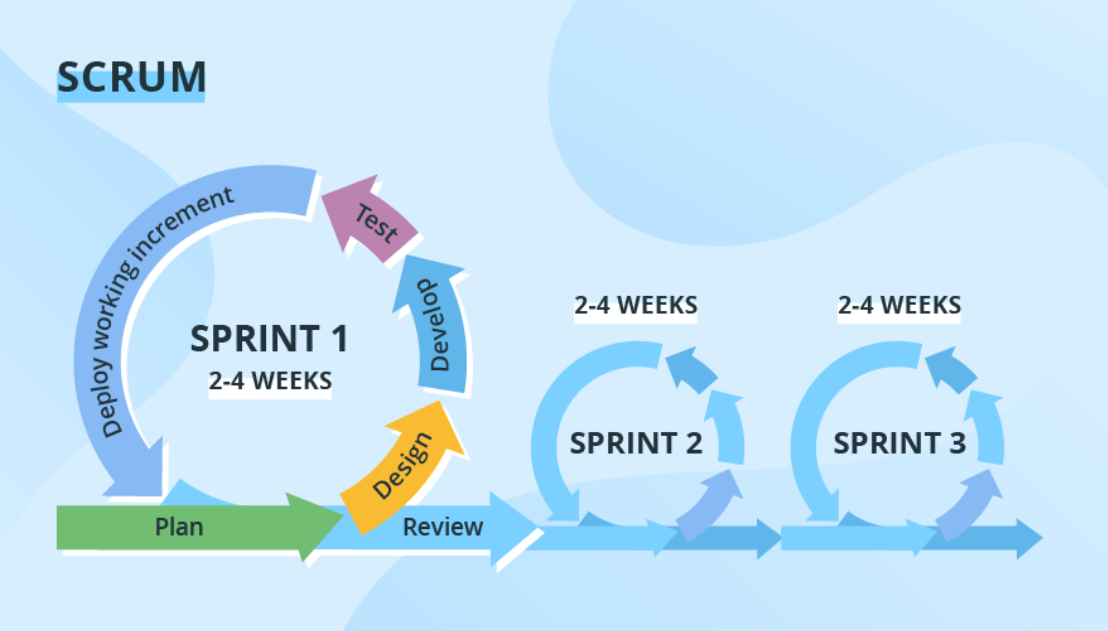 SCRUM
Deploy working increment
Test
Develop
Design
SPRINT 1
2-4 WEEKS
Plan
Review
2-4 WEEKS
SPRINT 2
2-4 WEEKS
SPRINT 3